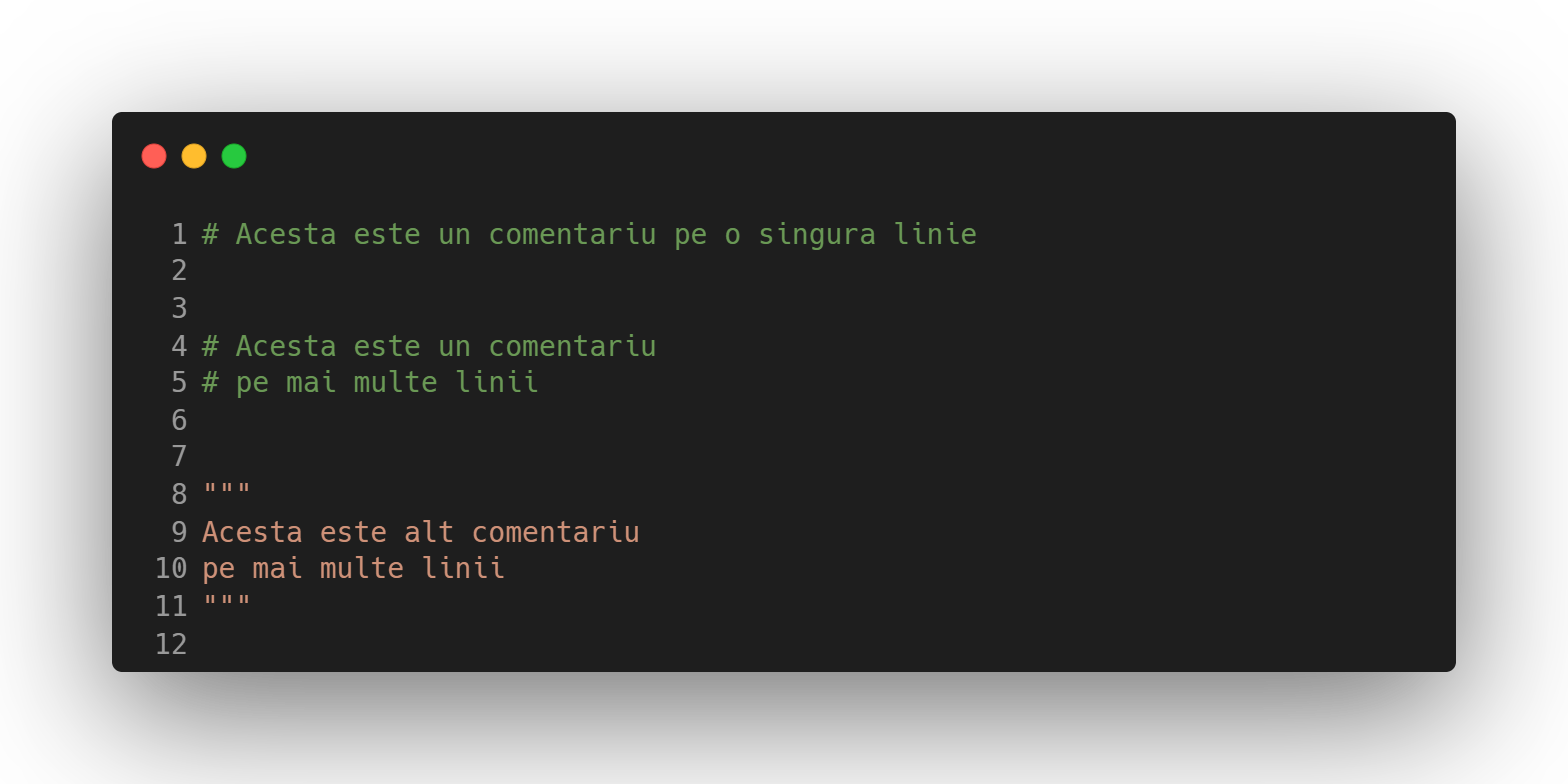 1 # Acesta este un comentariu pe o singura linie
2
3
4 # Acesta este un comentariu
5 # pe mai multe linii
6
7
8 """
9 Acesta este alt comentariu
10 pe mai multe linii
11 """
12